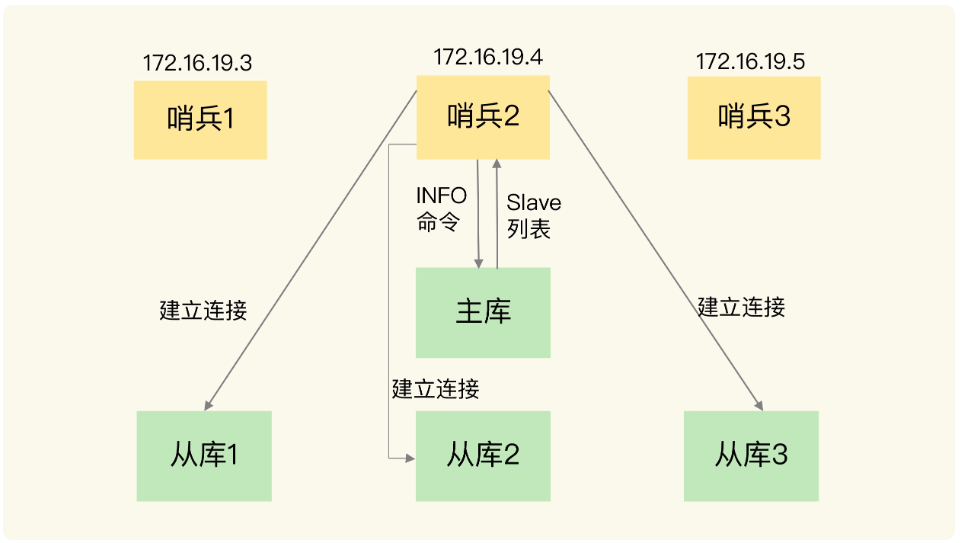 172.16.19.3
172.16.19.4
172.16.19.5
哨兵1
哨兵2
哨兵3
INFO
命令
Slave
列表
主库
建立连接
建立连接
建立连接
从库1
从库2
从库3